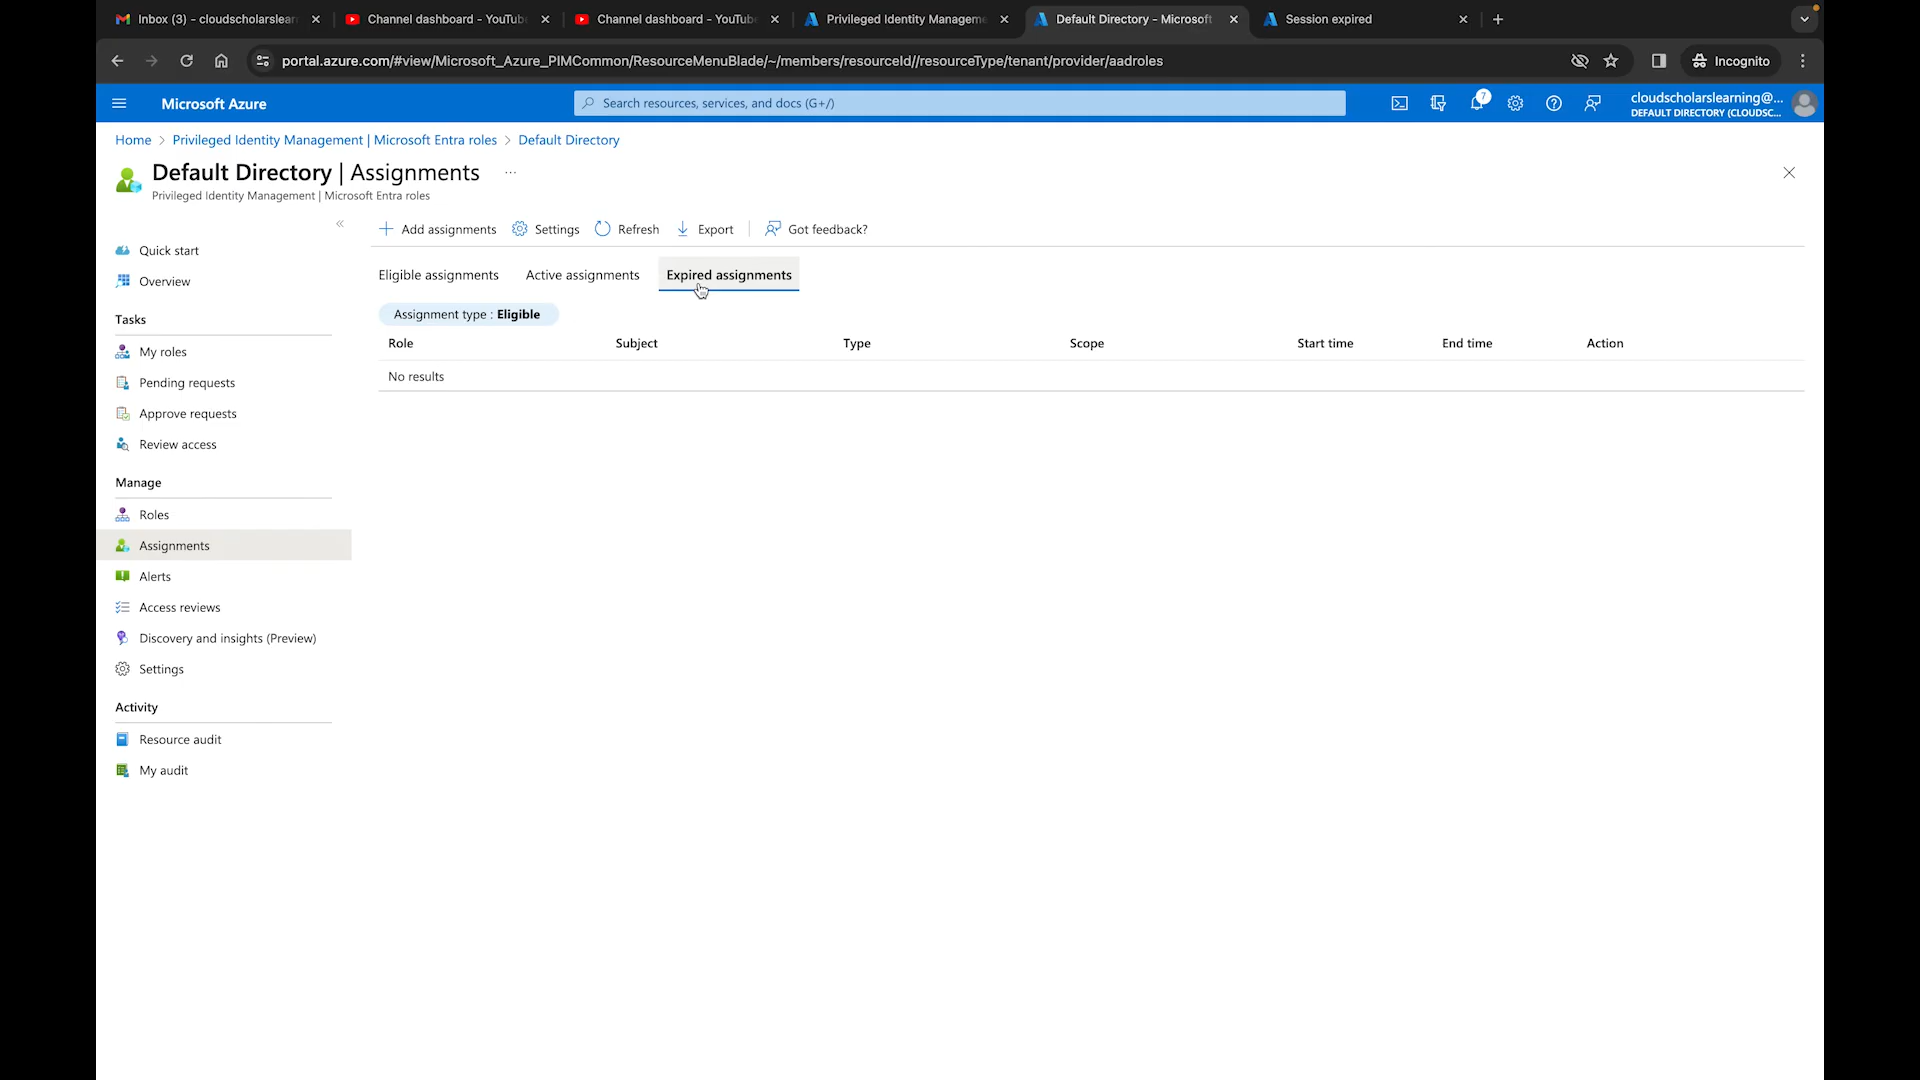 Inbox (3) - cloudscholarslear
Channel dashboard - YouTub
Channel dashboard - YouTube
Privileged Identity Manageme
Default Directory - Microsoft
Session expired
portal.azure.com/#view/Microsoft_Azure_PIMCommon/ResourceMenuBlade/~/members/resourceId//resourceType/tenant/provider/aadroles
Incognito
Microsoft Azure
Search resources, services, and docs (G+/)
7
cloudscholarslearning@...
DEFAULT DIRECTORY (CLOUDSC...
Home > Privileged Identity Management | Microsoft Entra roles > Default Directory
Default Directory | Assignments ...
Privileged Identity Management | Microsoft Entra roles
Quick start
Overview
Tasks
My roles
Pending requests
Approve requests
Review access
Manage
Roles
Assignments
Alerts
Access reviews
Discovery and insights (Preview)
Settings
Activity
Resource audit
My audit
Add assignments Settings Refresh Export Got feedback?
Eligible assignments Active assignments Expired assignments
Assignment type : Eligible
Role Subject Type Scope Start time End time Action
No results